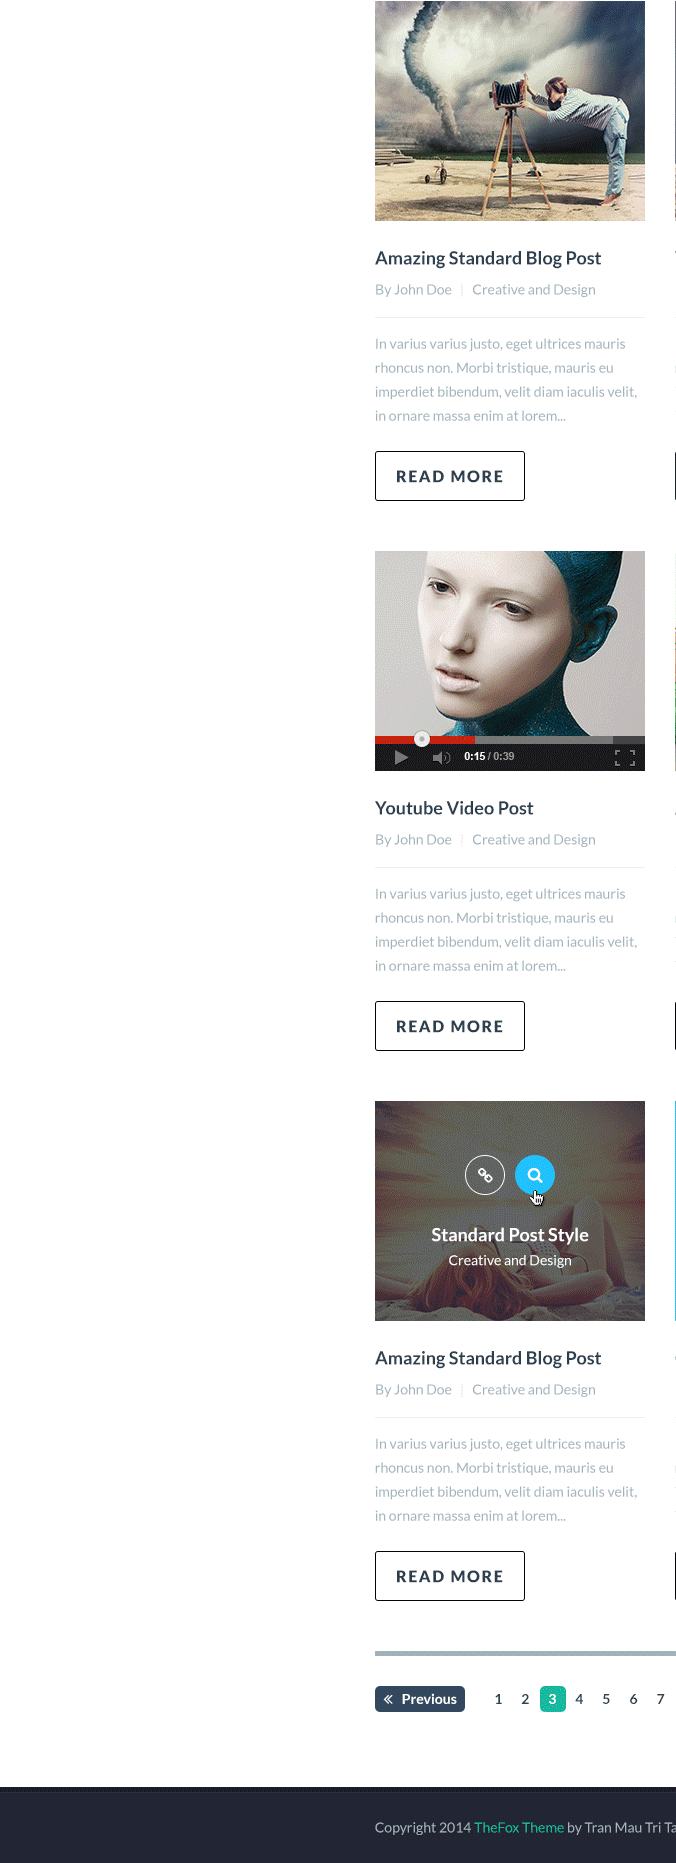 Amazing Standard Blog Post
By John Doe | Creative and Design
In varius varius justo, eget ultrices mauris
rhoncus non. Morbi tristique, mauris eu
imperdiet bibendum, velit diam iaculis velit,
in ornare massa enim at lorem...
READ MORE
0:15 / 0:39
Youtube Video Post
By John Doe | Creative and Design
In varius varius justo, eget ultrices mauris
rhoncus non. Morbi tristique, mauris eu
imperdiet bibendum, velit diam iaculis velit,
in ornare massa enim at lorem...
READ MORE
Standard Post Style
Creative and Design
Amazing Standard Blog Post
By John Doe | Creative and Design
In varius varius justo, eget ultrices mauris
rhoncus non. Morbi tristique, mauris eu
imperdiet bibendum, velit diam iaculis velit,
in ornare massa enim at lorem...
READ MORE
« Previous 1 2 3 4 5 6 7
Copyright 2014 TheFox Theme by Tran Mau Tri Ta